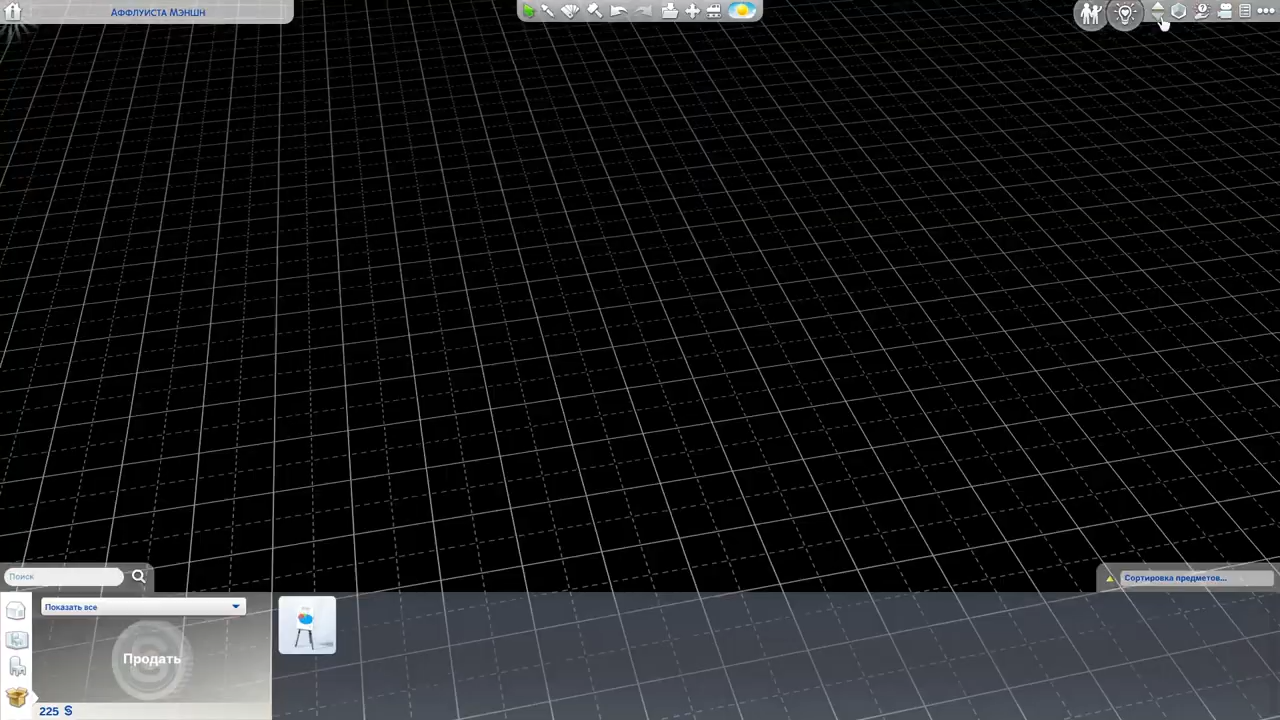 Аффлуиста Мэншн
Поиск
Сортировка предметов...
Показать все
Продать
225 §